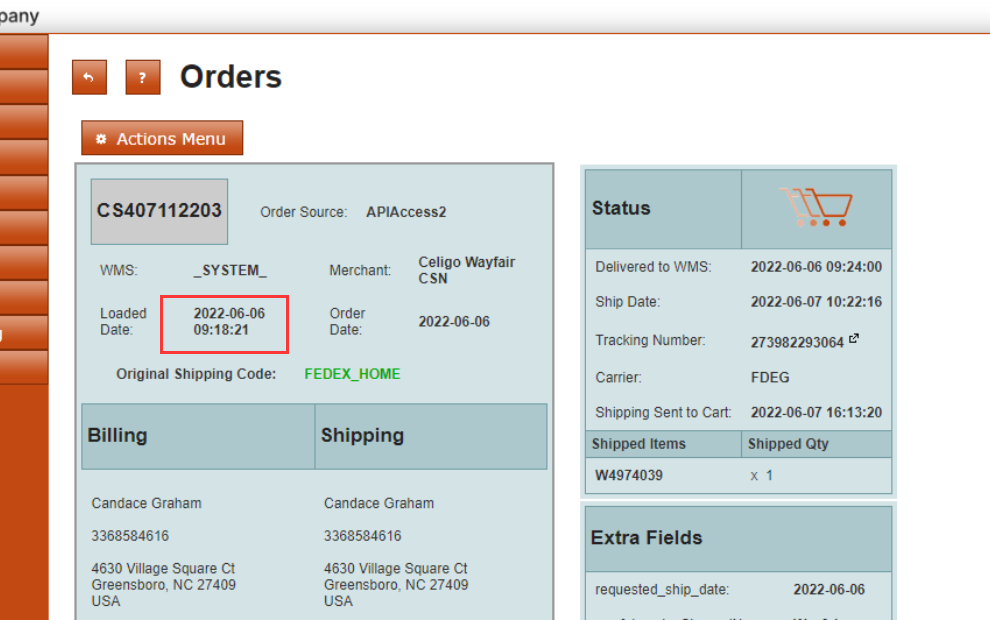 Orders
Actions Menu
CS407112203
Order Source: APIAccess2
WMS: _SYSTEM_
Merchant: Celigo Wayfair
CSN
Loaded
Date: 2022-06-06
09:18:21
Order
Date: 2022-06-06
Original Shipping Code: FEDEX_HOME
Billing
Shipping
Candace Graham
3368584616
4630 Village Square Ct
Greensboro, NC 27409
USA
Candace Graham
3368584616
4630 Village Square Ct
Greensboro, NC 27409
USA
Status
Delivered to WMS: 2022-06-06 09:24:00
Ship Date: 2022-06-07 10:22:16
Tracking Number: 273982293064
Carrier: FDEG
Shipping Sent to Cart: 2022-06-07 16:13:20
Shipped Items Shipped Qty
W4974039 x 1
Extra Fields
requested_ship_date: 2022-06-06